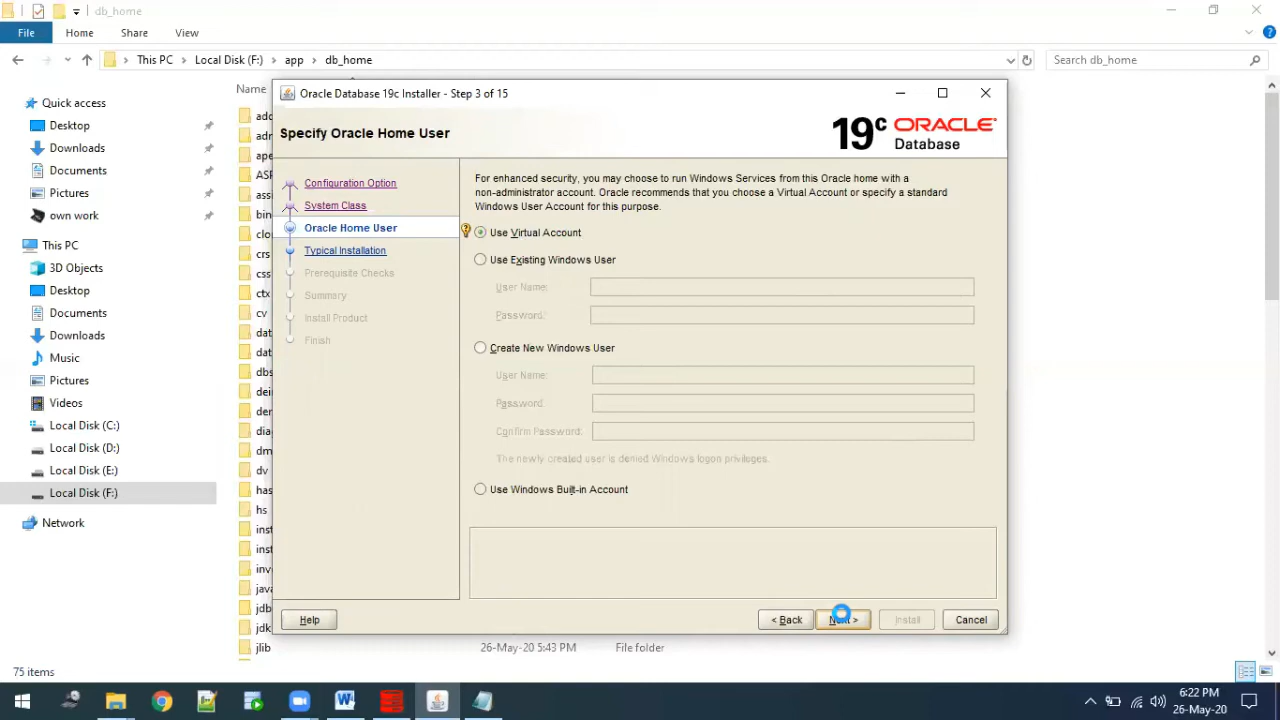 db_home
File Home Share View
This PC Local Disk (F:) app db_home
Search db_home
Name
Quick access
Desktop
Downloads
Documents
Pictures
own work
This PC
3D Objects
Desktop
Documents
Downloads
Music
Pictures
Videos
Local Disk (C:)
Local Disk (D:)
Local Disk (E:)
Local Disk (F:)
Network
bin
cv
dv
hs
jlib 26-May-20 5:43 PM File folder
Oracle Database 19c Installer - Step 3 of 15
Specify Oracle Home User
19c ORACLE
Database
Configuration Option
System Class
Oracle Home User
Typical Installation
Prerequisite Checks
Summary
Install Product
Finish
For enhanced security, you may choose to run Windows Services from this Oracle home with a
non-administrator account. Oracle recommends that you choose a Virtual Account or specify a standard
Windows User Account for this purpose.
Use Virtual Account
Use Existing Windows User
User Name:
Password:
Create New Windows User
User Name:
Password:
Confirm Password:
The newly created user is denied Windows logon privileges.
Use Windows Built-in Account
Help
< Back
Next >
Install
Cancel
75 items
6:22 PM
26-May-20